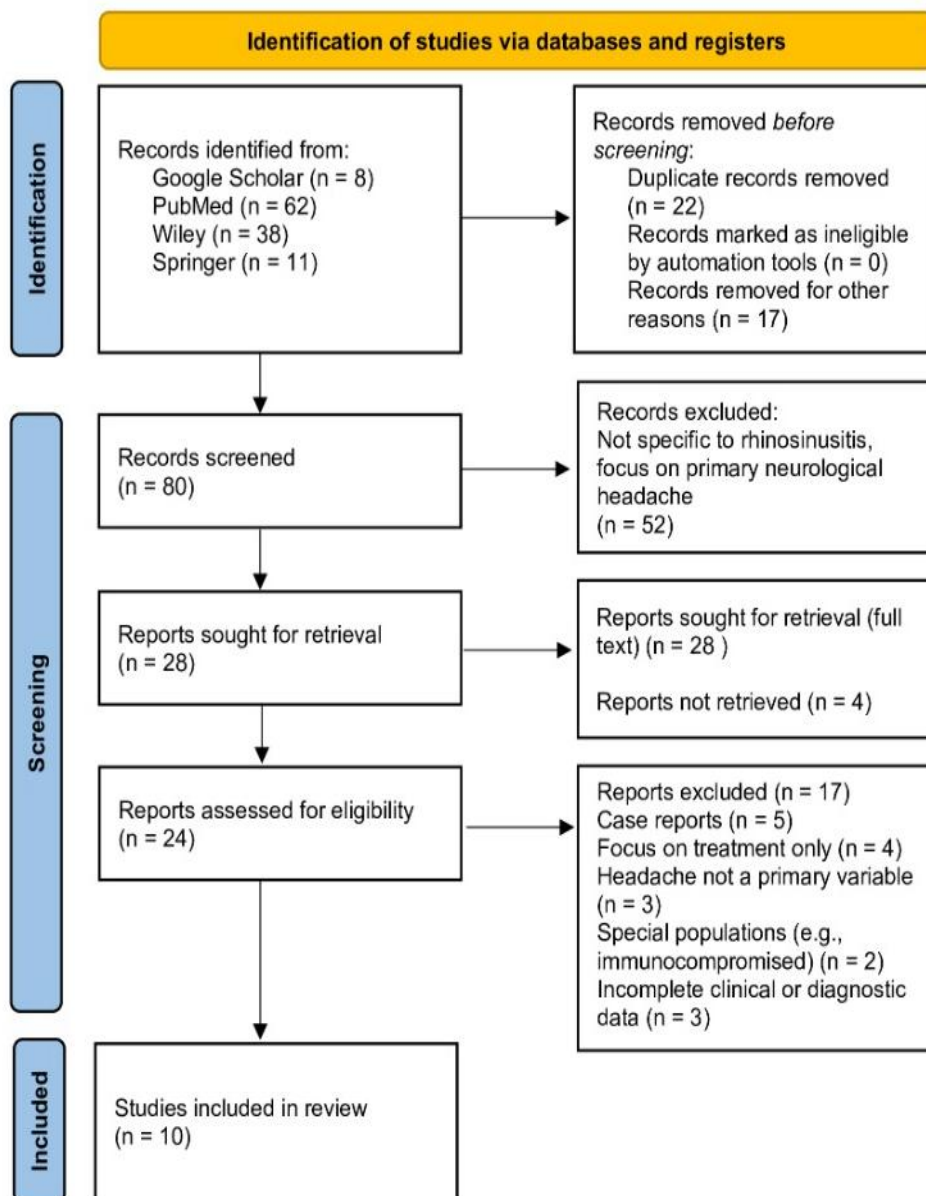 Identification of studies via databases and registers
Identification
Records identified from:
Google Scholar (n = 8)
PubMed (n = 62)
Wiley (n = 38)
Springer (n = 11)
Records removed before
screening:
Duplicate records removed
(n = 22)
Records marked as ineligible
by automation tools (n = 0)
Records removed for other
reasons (n = 17)
Screening
Records screened
(n = 80)
Records excluded:
Not specific to rhinosinusitis,
focus on primary neurological
headache
(n = 52)
Reports sought for retrieval
(n = 28)
Reports sought for retrieval (full
text) (n = 28 )
Reports not retrieved (n = 4)
Reports assessed for eligibility
(n = 24)
Reports excluded (n = 17)
Case reports (n = 5)
Focus on treatment only (n = 4)
Headache not a primary variable
(n = 3)
Special populations (e.g.,
immunocompromised) (n = 2)
Incomplete clinical or diagnostic
data (n = 3)
Included
Studies included in review
(n = 10)